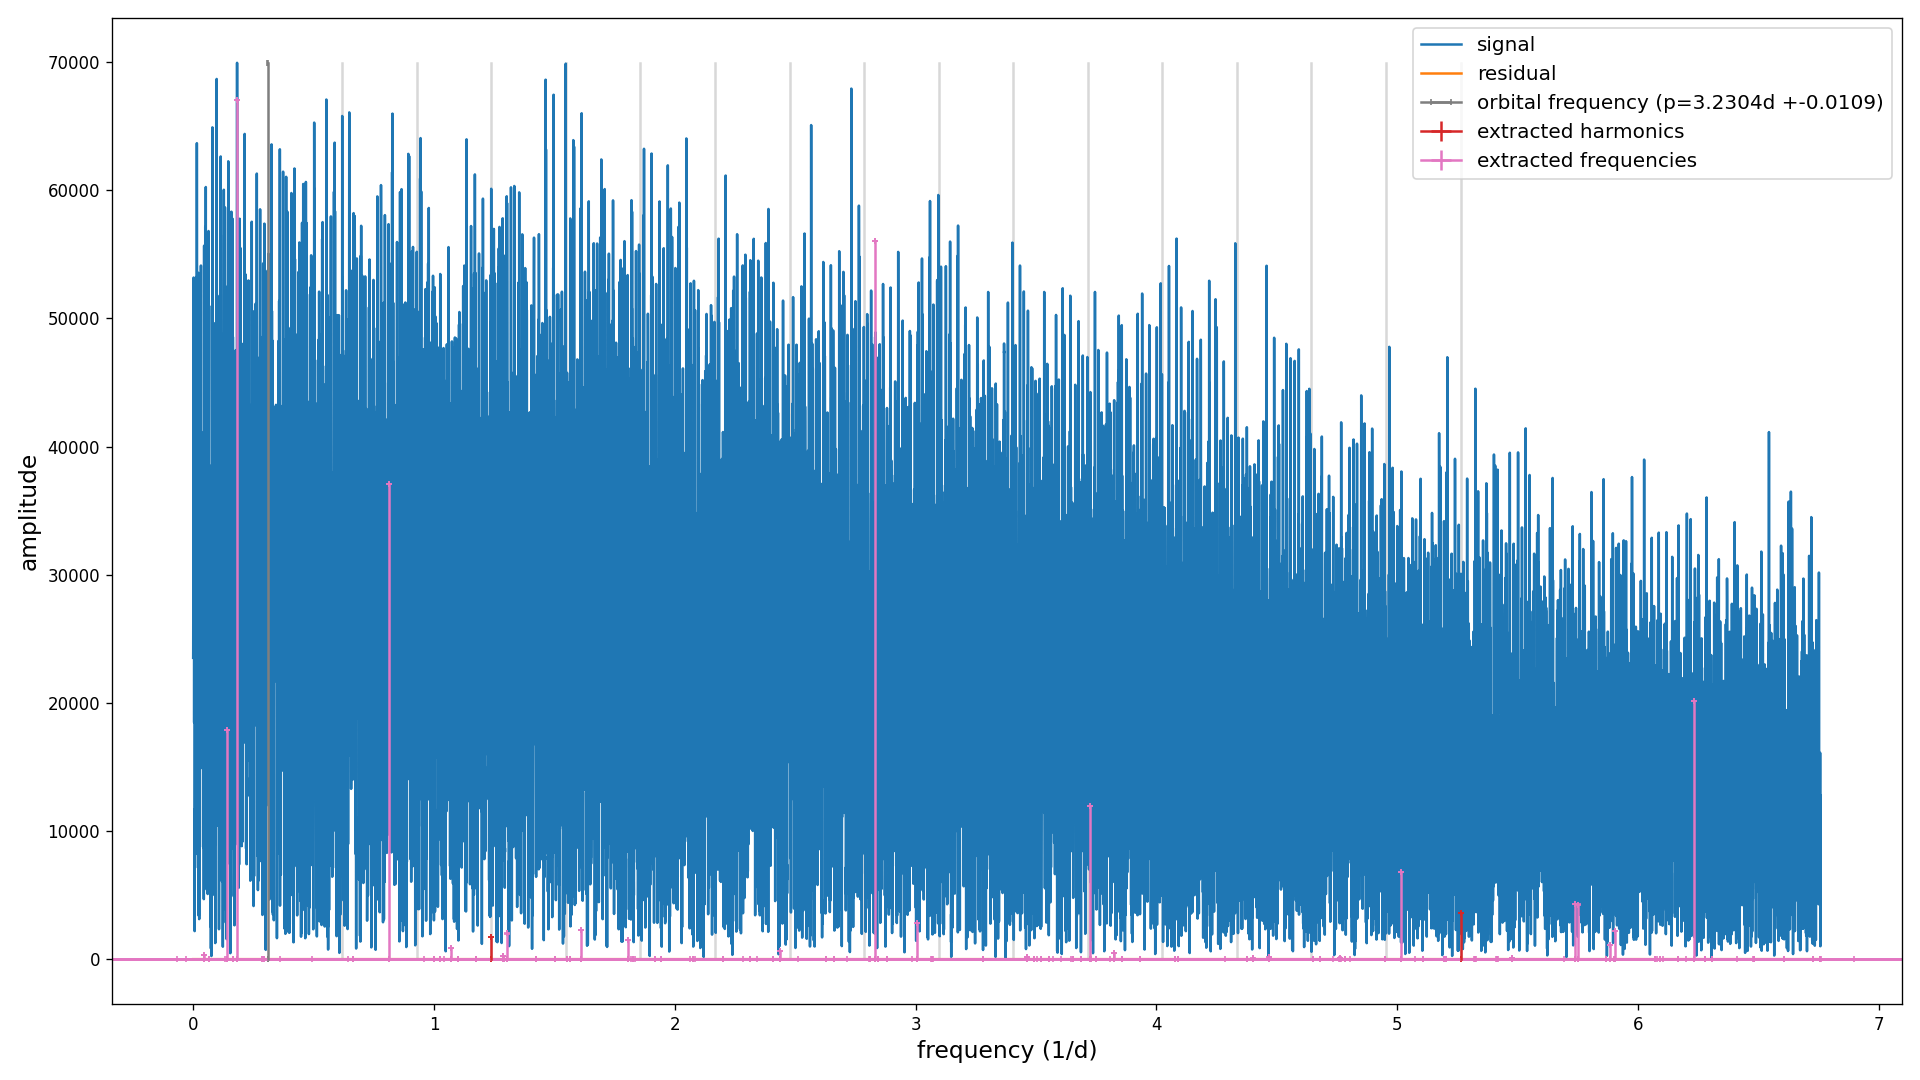 signal
residual
orbital frequency (p=3.2304d +-0.0109)
extracted harmonics
extracted frequencies
70000
60000
50000
40000
30000
20000
10000
0
amplitude
0 1 2 3 4 5 6 7
frequency (1/d)